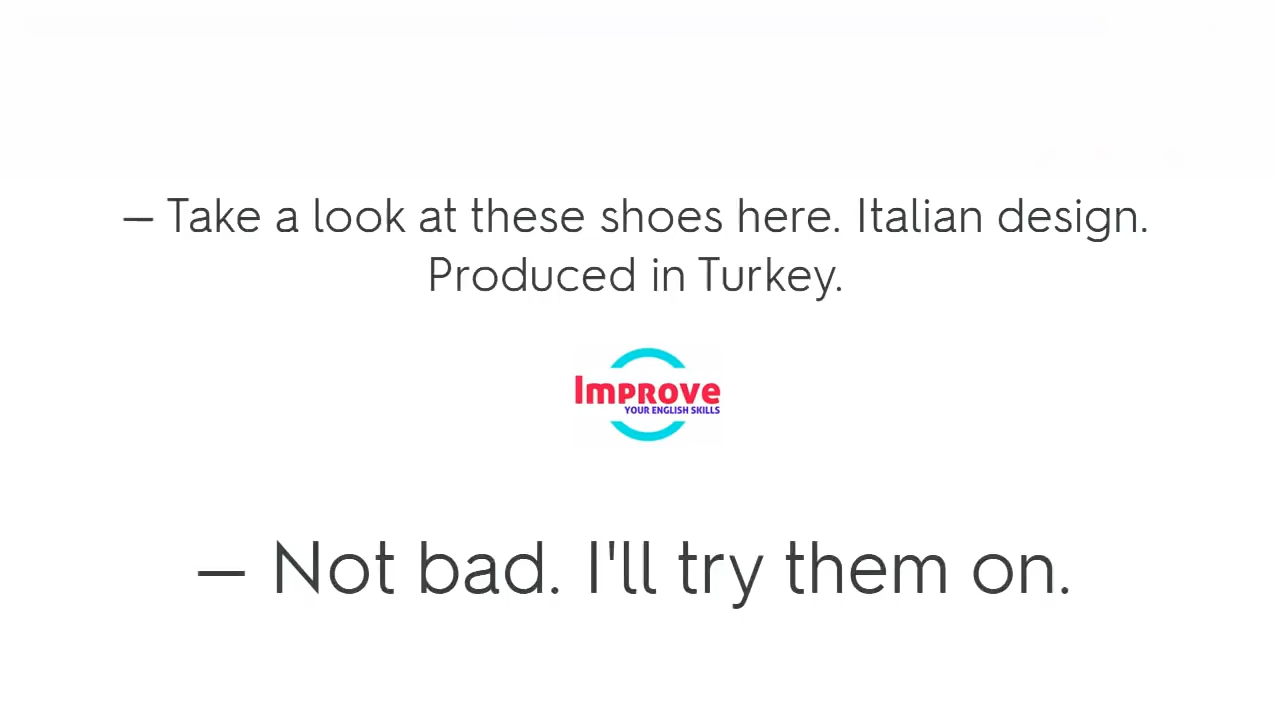 — Take a look at these shoes here. Italian design.
Produced in Turkey.
Improve
YOUR ENGLISH SKILLS
— Not bad. I'll try them on.